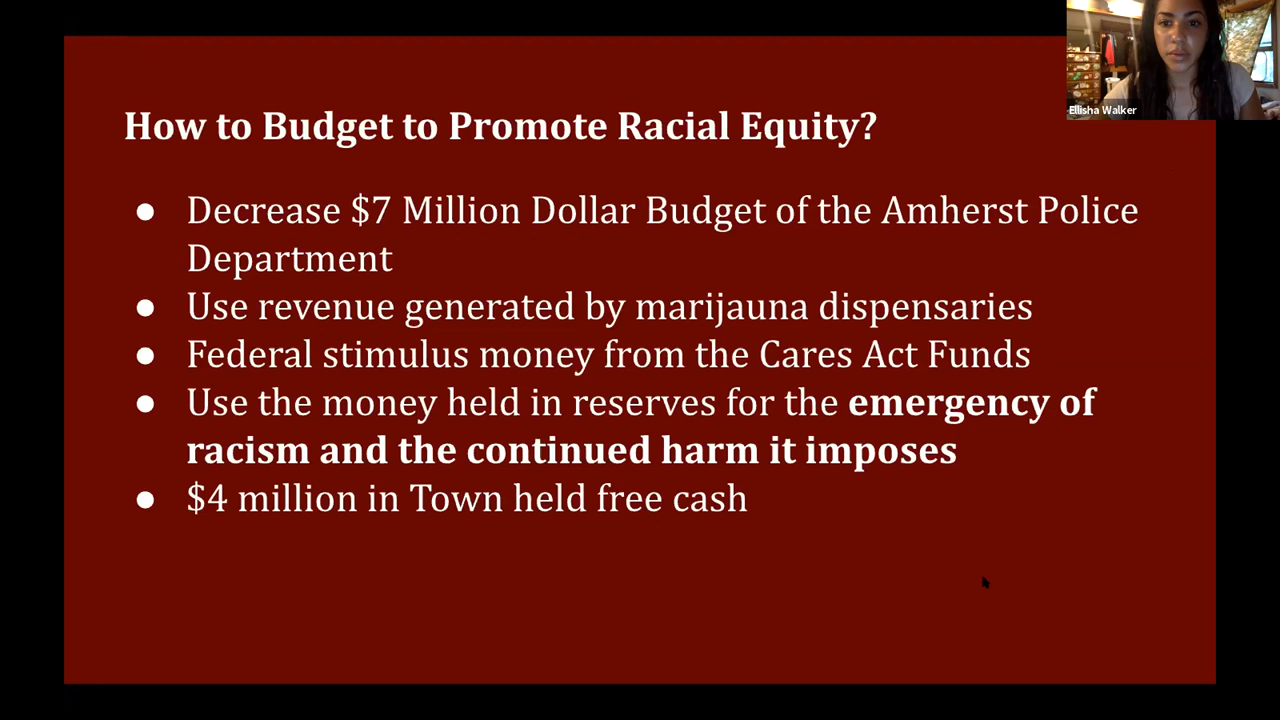 Ellisha Walker
How to Budget to Promote Racial Equity?
● Decrease $7 Million Dollar Budget of the Amherst Police
Department
● Use revenue generated by marijauna dispensaries
● Federal stimulus money from the Cares Act Funds
● Use the money held in reserves for the emergency of
racism and the continued harm it imposes
● $4 million in Town held free cash